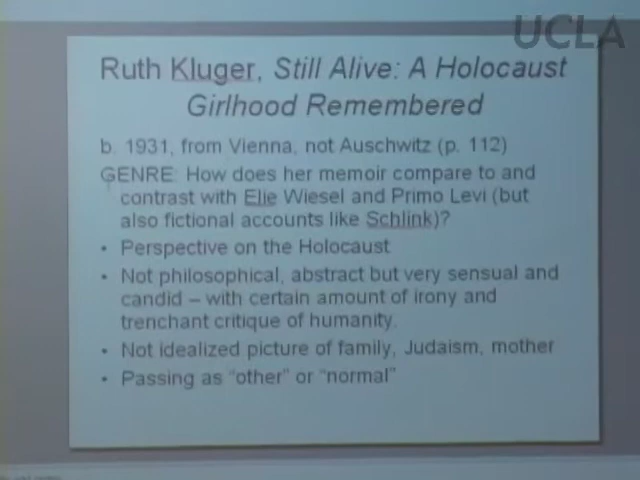 UCLA
Ruth Kluger, Still Alive: A Holocaust
Girlhood Remembered
b. 1931, from Vienna, not Auschwitz (p. 112)
GENRE: How does her memoir compare to and
contrast with Elie Wiesel and Primo Levi (but
also fictional accounts like Schlink)?
• Perspective on the Holocaust
• Not philosophical, abstract but very sensual and
candid – with certain amount of irony and
trenchant critique of humanity.
• Not idealized picture of family, Judaism, mother
• Passing as “other” or “normal”